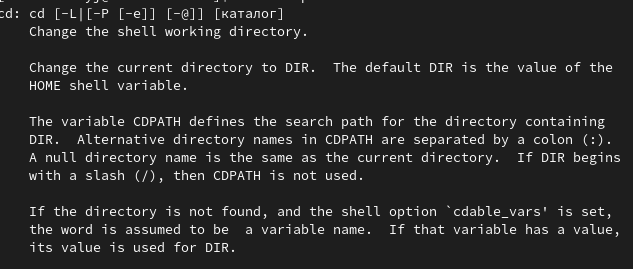 cd: cd [-L|[-P [-e]] [-@]] [каталог]
Change the shell working directory.
Change the current directory to DIR.  The default DIR is the value of the
HOME shell variable.
The variable CDPATH defines the search path for the directory containing
DIR.  Alternative directory names in CDPATH are separated by a colon (:).
A null directory name is the same as the current directory.  If DIR begins
with a slash (/), then CDPATH is not used.
If the directory is not found, and the shell option `cdable_vars' is set,
the word is assumed to be  a variable name.  If that variable has a value,
its value is used for DIR.